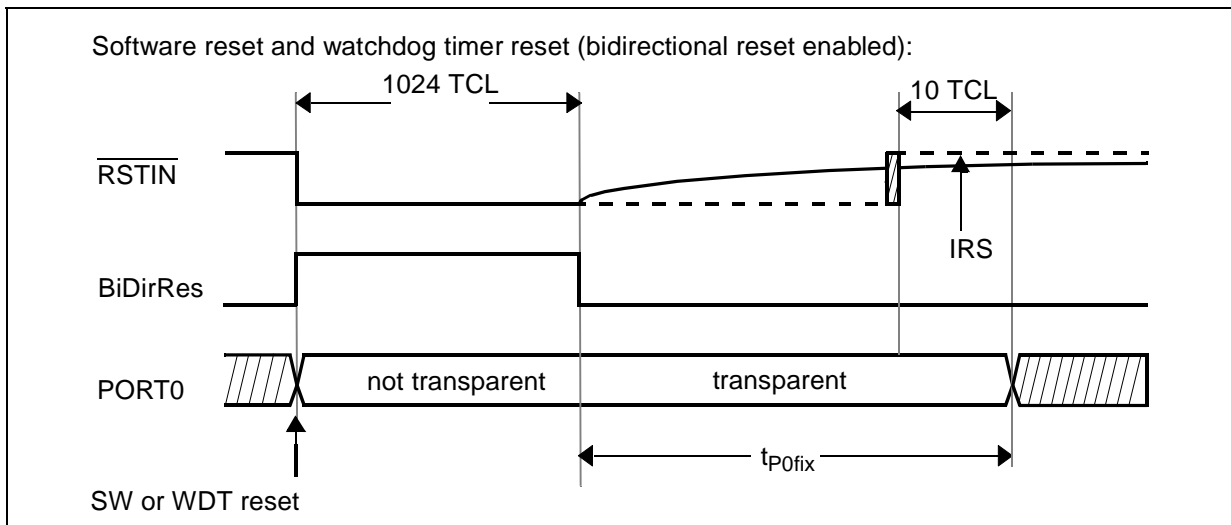 Software reset and watchdog timer reset (bidirectional reset enabled):
1024 TCL
10 TCL
RSTIN
IRS
BiDirRes
PORT0
not transparent
transparent
tP0fix
SW or WDT reset